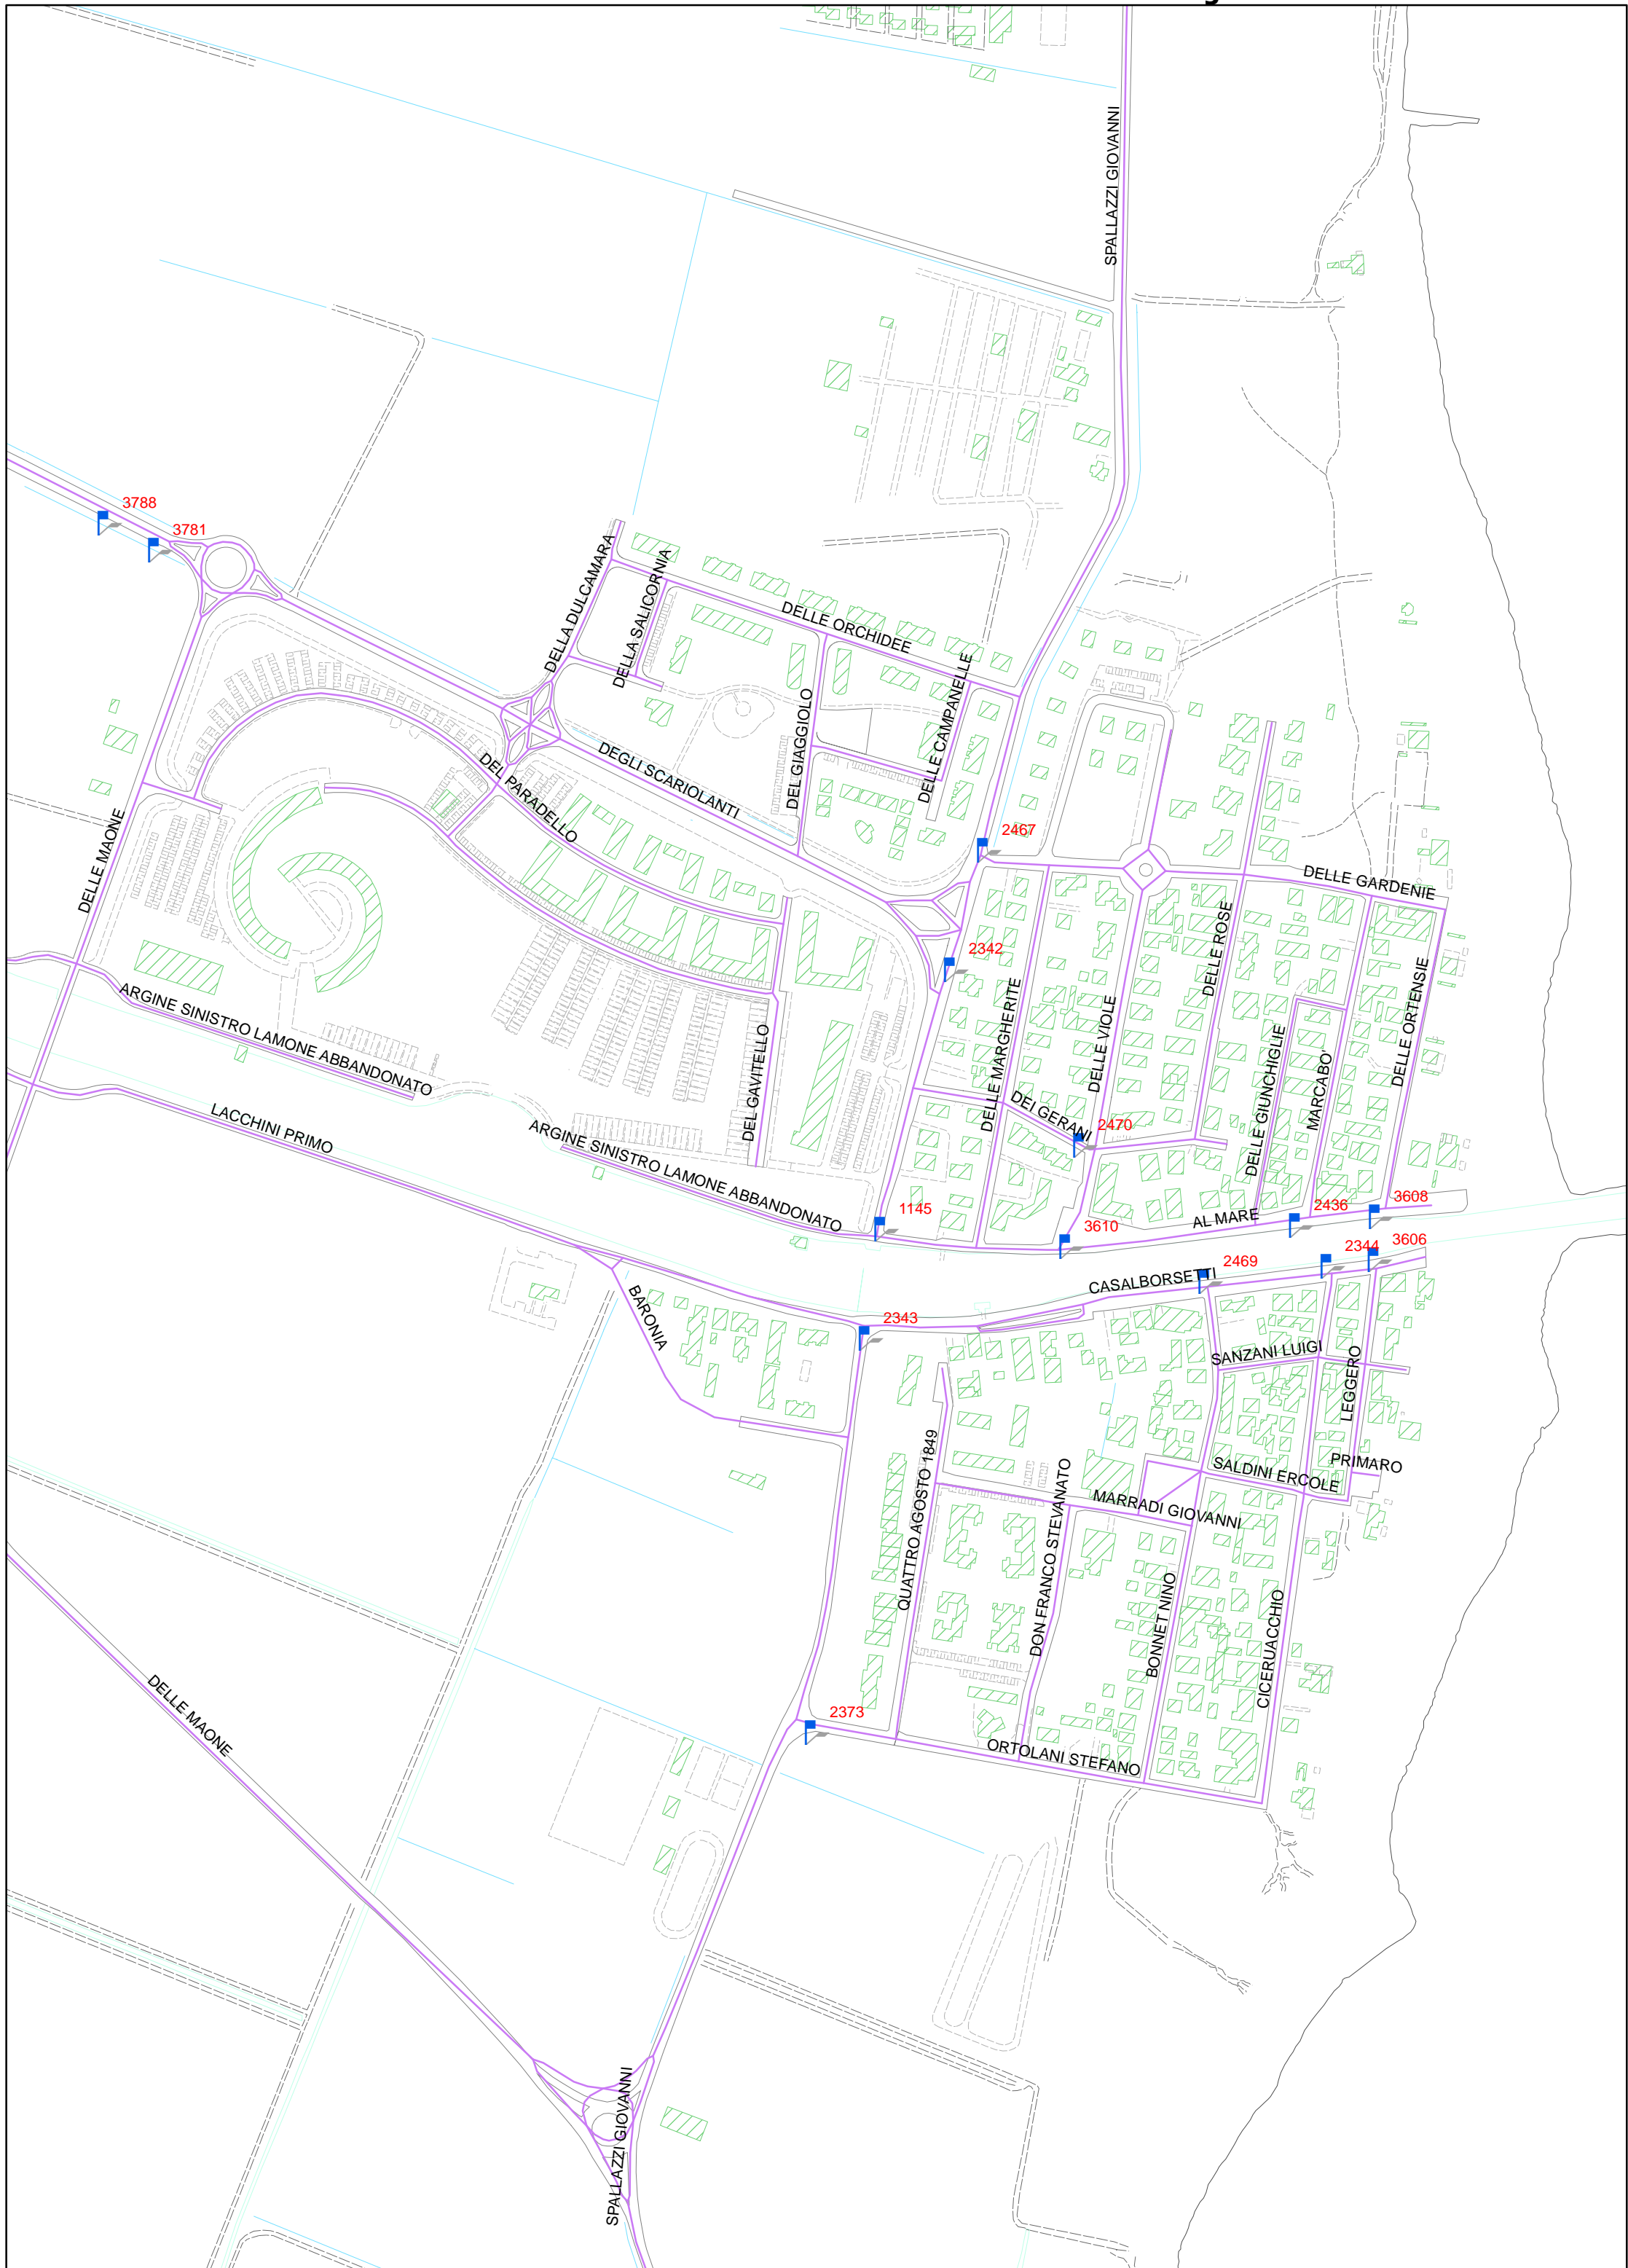 SPALLAZZI GIOVANNI
3788
3781
DELLA DULCAMARA
DELLA SALICORNIA
DELLE ORCHIDEE
DELLE CAMPANELLE
DEL GIAGGIOLO
DEGLI SCARIOLANTI
DEL PARADELLO
DELLE MAONE
2467
DELLE GARDENIE
2342
DELLE ROSE
DELLE ORTENSIE
DELLE MARGHERITE
DELLE VIOLE
ARGINE SINISTRO LAMONE ABBANDONATO
DEL GAVITELLO
DELLE GIUNCHIGLIE
MARCABO'
DEI GERANI
2470
LACCHINI PRIMO
ARGINE SINISTRO LAMONE ABBANDONATO
1145
3610
AL MARE
2436
3608
2469
2344
3606
CASALBORSETTI
BARONIA
2343
SANZANI LUIGI
LEGGERO
PRIMARO
SALDINI ERCOLE
QUATTRO AGOSTO 1849
DON FRANCO STEVANATO
MARRADI GIOVANNI
BONNET NINO
CICERUACCHIO
DELLE MAONE
2373
ORTOLANI STEFANO
SPALLAZZI GIOVANNI